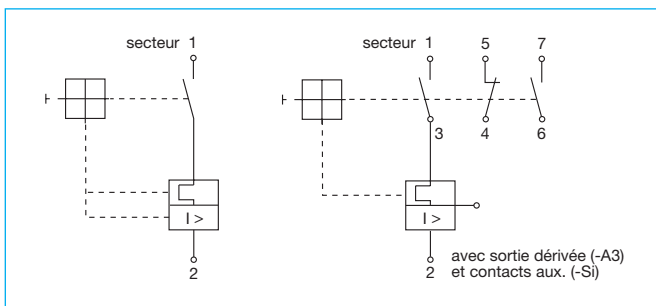 secteur 1
I >
2
secteur 1
5
7
3
4
6
I >
2
avec sortie dérivée (-A3)
et contacts aux. (-Si)